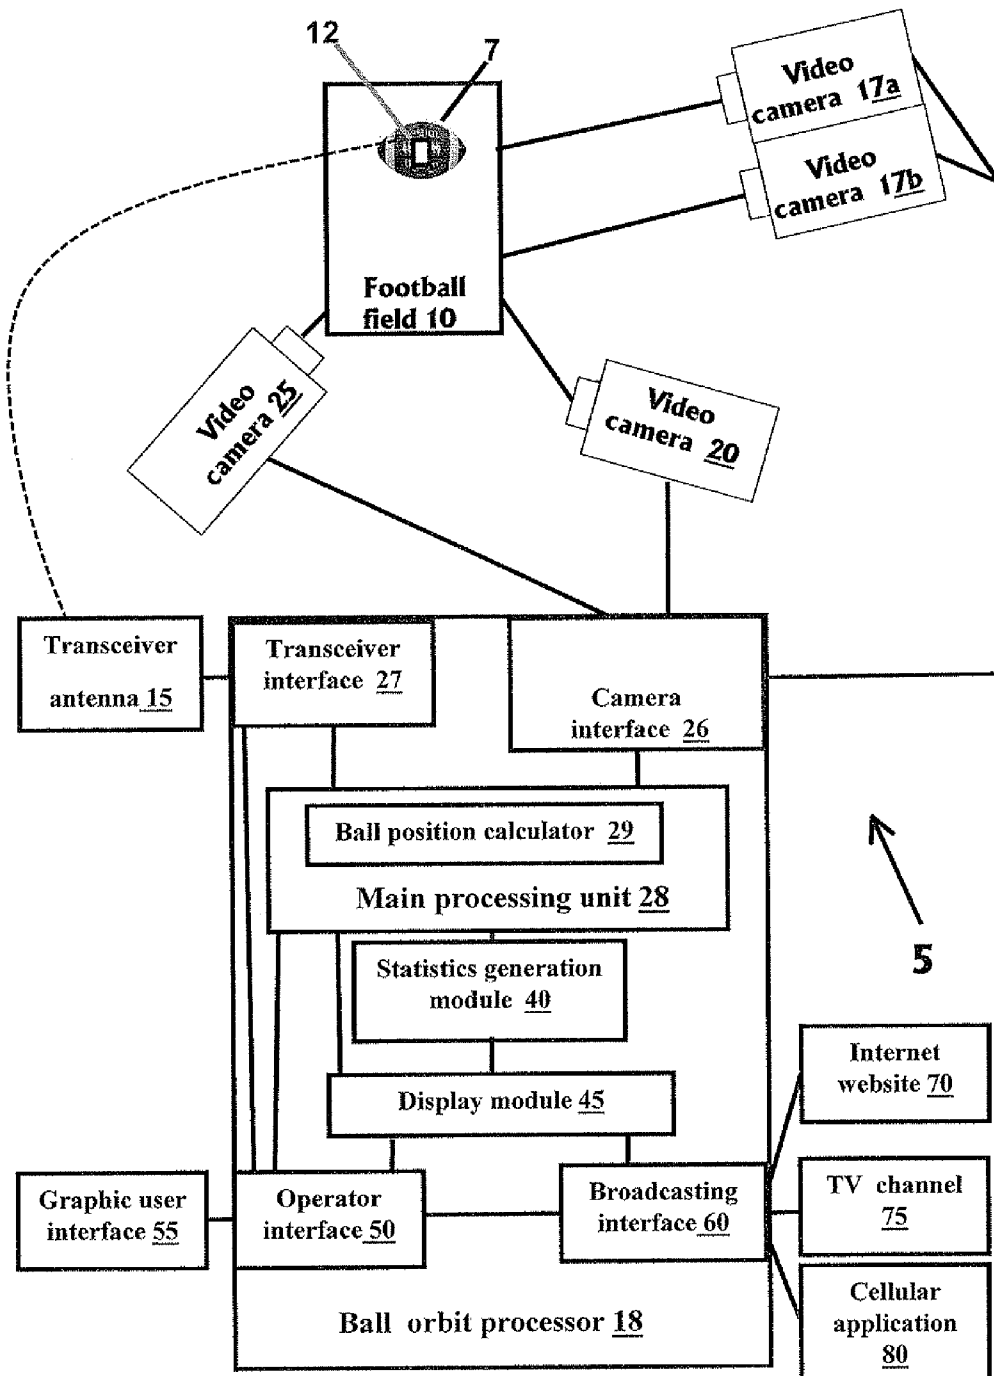 12
7
Video
camera 17a
Video
camera 17b
Football
field 10
Video
camera 25
Video
camera 20
Transceiver
antenna 15
Transceiver
interface 27
Camera
interface 26
Ball position calculator 29
Main processing unit 28
5
Statistics generation
module 40
Internet
website 70
Display module 45
Graphic user
interface 55
Operator
interface 50
Broadcasting
interface 60
TV channel
75
Cellular
application
80
Ball orbit processor 18